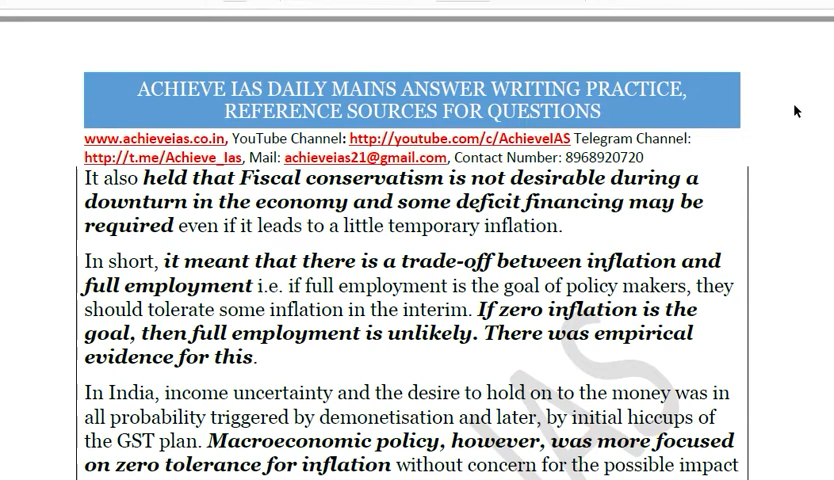 ACHIEVE IAS DAILY MAINS ANSWER WRITING PRACTICE,
REFERENCE SOURCES FOR QUESTIONS
www.achieveias.co.in, YouTube Channel: http://youtube.com/c/AchieveIAS Telegram Channel:
http://t.me/Achieve_Ias, Mail: achieveias21@gmail.com, Contact Number: 8968920720
It also held that Fiscal conservatism is not desirable during a
downturn in the economy and some deficit financing may be
required even if it leads to a little temporary inflation.
In short, it meant that there is a trade-off between inflation and
full employment i.e. if full employment is the goal of policy makers, they
should tolerate some inflation in the interim. If zero inflation is the
goal, then full employment is unlikely. There was empirical
evidence for this.
In India, income uncertainty and the desire to hold on to the money was in
all probability triggered by demonetisation and later, by initial hiccups of
the GST plan. Macroeconomic policy, however, was more focused
on zero tolerance for inflation without concern for the possible impact
IAS